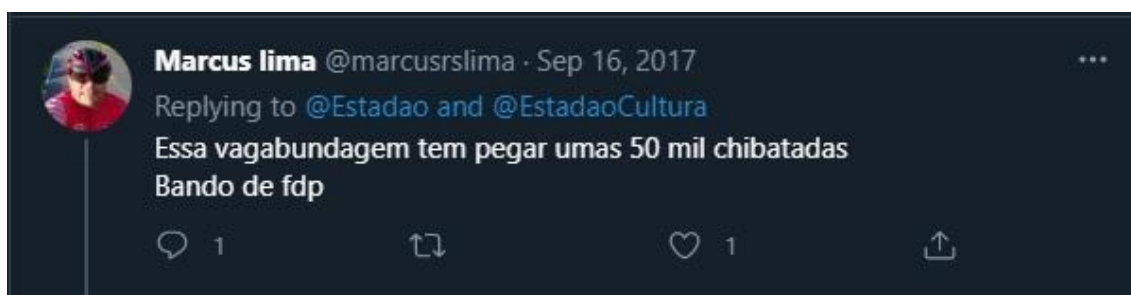 Marcus lima @marcusrslima · Sep 16, 2017
Replying to @Estadao and @EstadaoCultura
Essa vagabundagem tem pegar umas 50 mil chibatadas
Bando de fdp
1 1